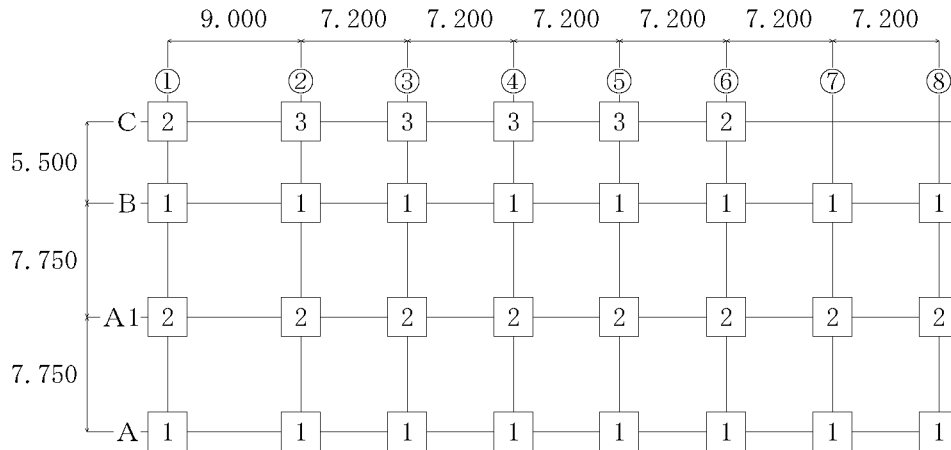 9.000 7.200 7.200 7.200 7.200 7.200 7.200
① ② ③ ④ ⑤ ⑥ ⑦ ⑧
C 2 3 3 3 3 2
5.500
B 1 1 1 1 1 1 1 1
7.750
A1 2 2 2 2 2 2 2 2
7.750
A 1 1 1 1 1 1 1 1